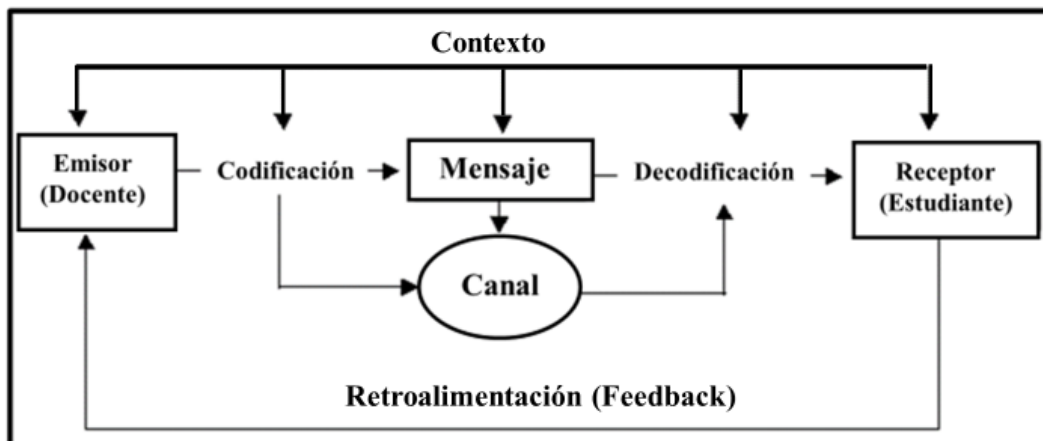 Contexto
Emisor
(Docente)
Codificación
Mensaje
Decodificación
Receptor
(Estudiante)
Canal
Retroalimentación (Feedback)